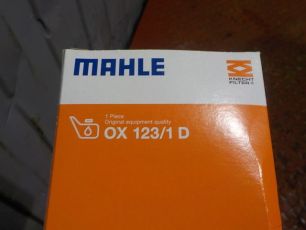 MAHLE
KNECHT
FILTER
1 Piece
Original equipment quality
OX 123/1 D